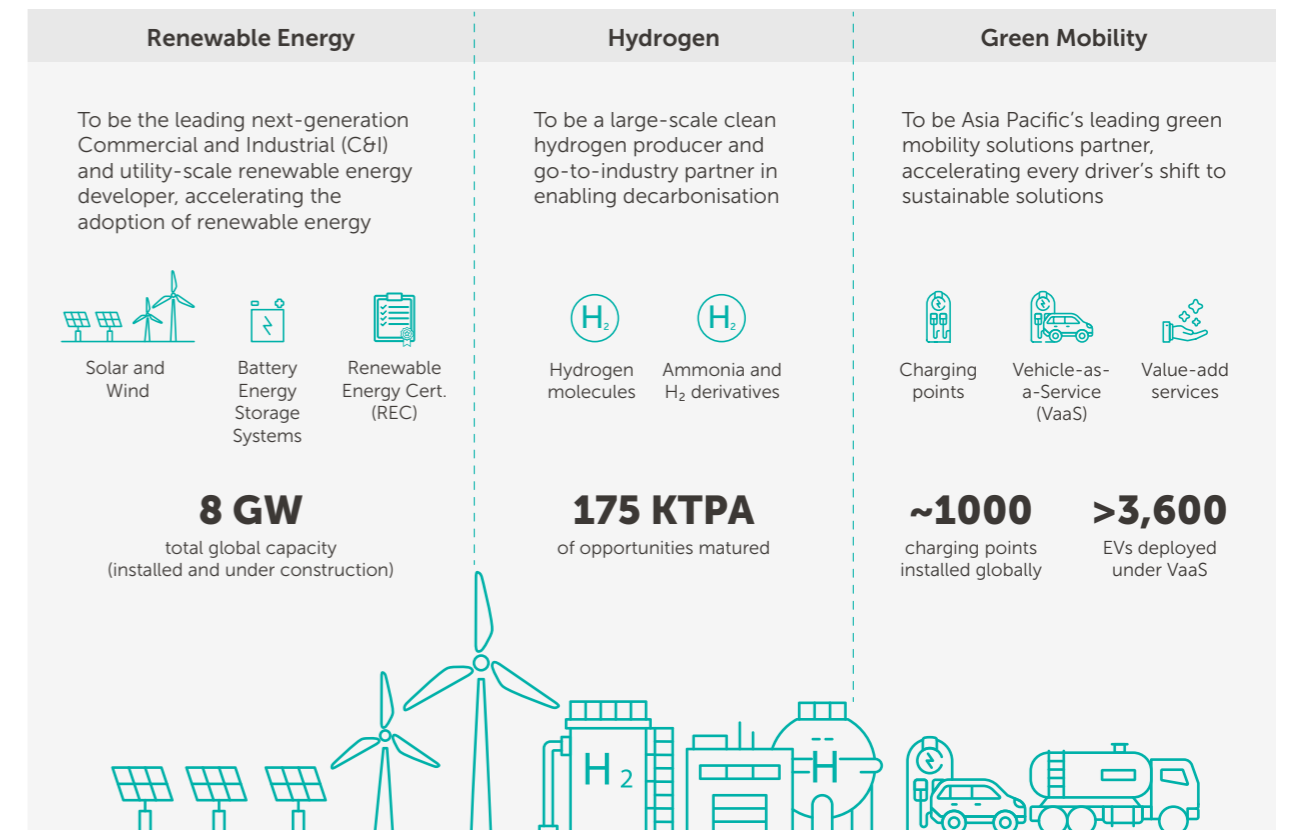 Renewable Energy
To be the leading next-generation
Commercial and Industrial (C&I)
and utility-scale renewable energy
developer, accelerating the
adoption of renewable energy
Solar and
Wind
Battery
Energy
Storage
Systems
Renewable
Energy Cert.
(REC)
8 GW
total global capacity
(installed and under construction)
Hydrogen
To be a large-scale clean
hydrogen producer and
go-to-industry partner in
enabling decarbonisation
H₂
Hydrogen
molecules
H₂
Ammonia and
H₂ derivatives
175 KTPA
of opportunities matured
Green Mobility
To be Asia Pacific’s leading green
mobility solutions partner,
accelerating every driver’s shift to
sustainable solutions
Charging
points
Vehicle-as-
a-Service
(VaaS)
Value-add
services
~1000
charging points
installed globally
>3,600
EVs deployed
under VaaS
H₂
H